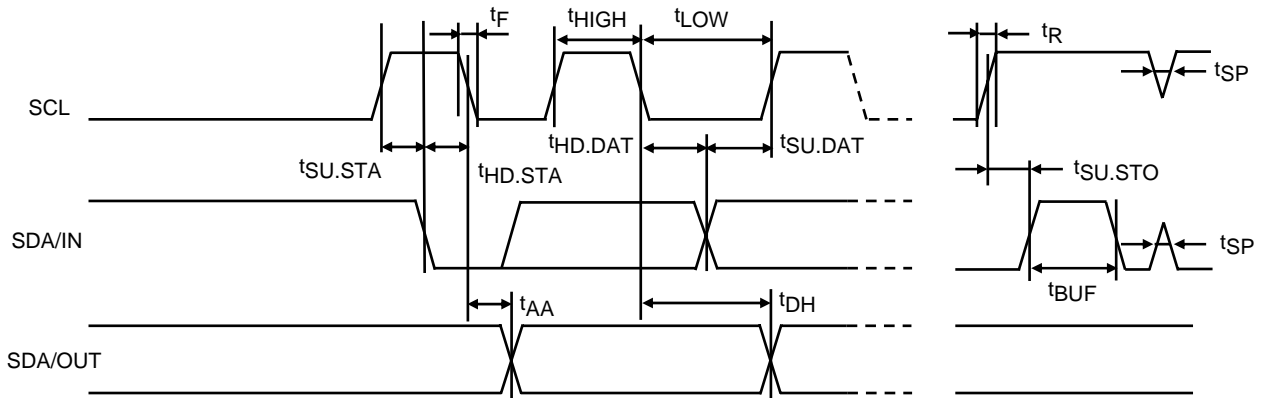 tF
tHIGH
tLOW
tR
tSP
SCL
tSU.STA
tHD.STA
tHD.DAT
tSU.DAT
tSU.STO
SDA/IN
tSP
tBUF
tAA
tDH
SDA/OUT